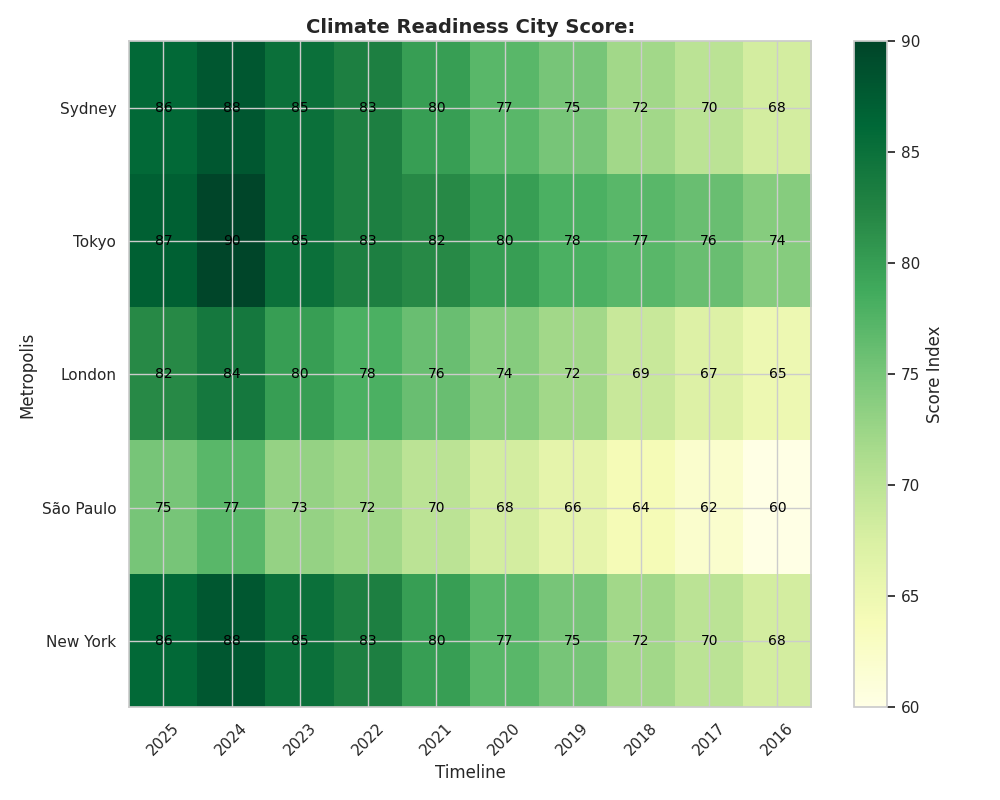 Climate Readiness City Score:
Metropolis
Sydney 86 88 85 83 80 77 75 72 70 68
Tokyo 87 90 85 83 82 80 78 77 76 74
London 82 84 80 78 76 74 72 69 67 65
São Paulo 75 77 73 72 70 68 66 64 62 60
New York 86 88 85 83 80 77 75 72 70 68
2025 2024 2023 2022 2021 2020 2019 2018 2017 2016
Timeline
90
85
80
75
70
65
60
Score Index